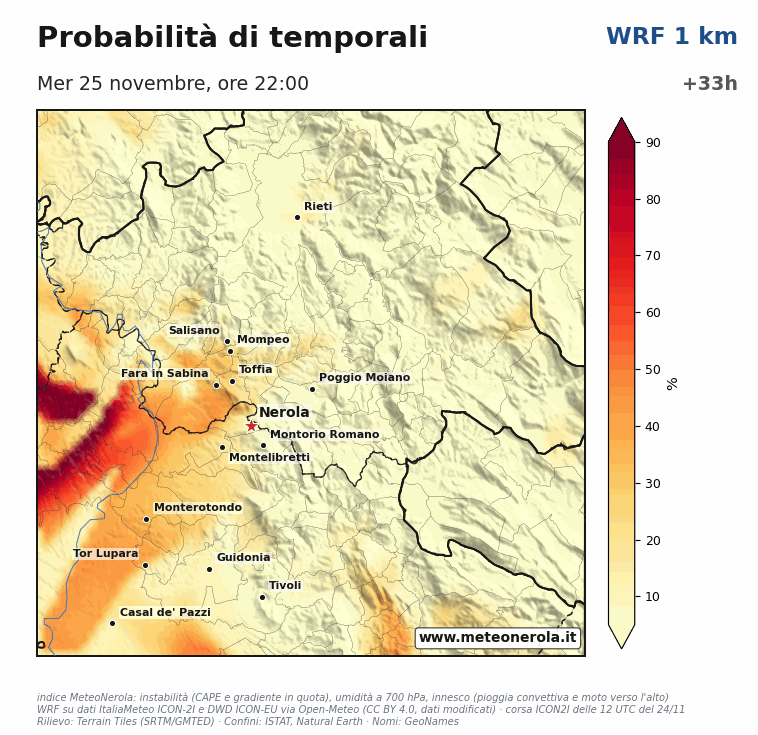 Probabilità di temporali
WRF 1 km
Mer 25 novembre, ore 22:00
+33h
Rieti
Salisano
Mompeo
Toffia
Fara in Sabina
Poggio Moiano
Nerola
Montorio Romano
Montelibretti
Monterotondo
Tor Lupara
Guidonia
Tivoli
Casal de' Pazzi
www.meteonerola.it
90
80
70
60
50
40
30
20
10
%
indice MeteoNerola: instabilità (CAPE e gradiente in quota), umidità a 700 hPa, innesco (pioggia convettiva e moto verso l'alto)
WRF su dati ItaliaMeteo ICON-2I e DWD ICON-EU via Open-Meteo (CC BY 4.0, dati modificati) · corsa ICON2I delle 12 UTC del 24/11
Rilievo: Terrain Tiles (SRTM/GMTED) · Confini: ISTAT, Natural Earth · Nomi: GeoNames